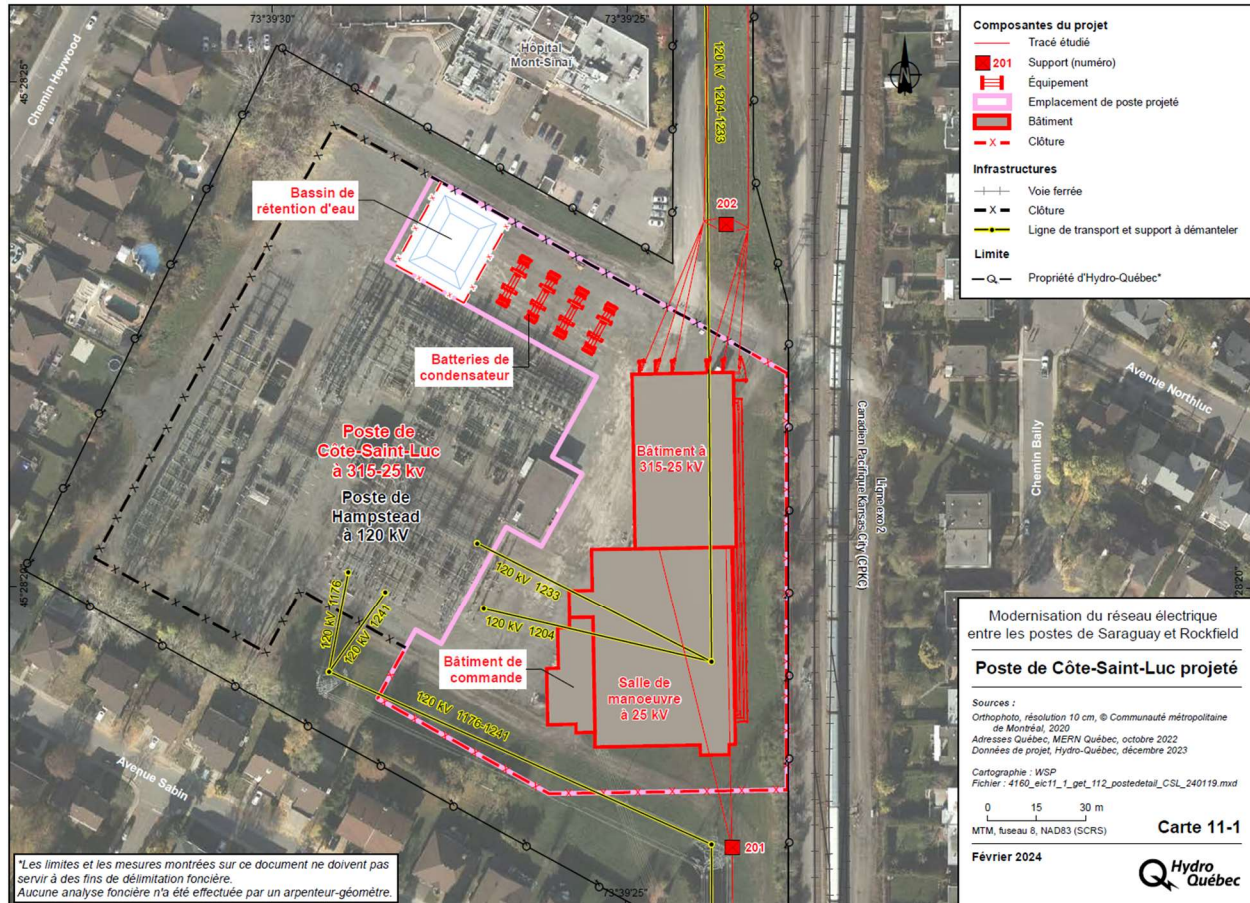 73°39'30"
73°39'25"
Chemin Heywood
45°28'25"
Hôpital
Mont-Sinaï
120 kV 1204-1233
Bassin de
rétention d'eau
202
Batteries de
condensateur
Poste de
Côte-Saint-Luc
à 315-25 kv
Poste de
Hampstead
à 120 kV
Bâtiment à
315-25 kV
Ligne exo 2
Canadien Pacifique Kansas City (CPKC)
Chemin Baily
Avenue Northluc
45°28'20"
°28'20"
120 kV 1176
120 kV 1241
120 kV 1233
120 kV 1204
Bâtiment de
commande
Salle de
manoeuvre
à 25 kV
120 kV 1176-1241
Avenue Sabin
201
73°39'25"
*Les limites et les mesures montrées sur ce document ne doivent pas
servir à des fins de délimitation foncière.
Aucune analyse foncière n'a été effectuée par un arpenteur-géomètre.
Composantes du projet
Tracé étudié
201 Support (numéro)
Équipement
Emplacement de poste projeté
Bâtiment
X Clôture
Infrastructures
Voie ferrée
X Clôture
Ligne de transport et support à démanteler
Limite
Q Propriété d'Hydro-Québec*
N
Modernisation du réseau électrique
entre les postes de Saraguay et Rockfield
Poste de Côte-Saint-Luc projeté
Sources :
Orthophoto, résolution 10 cm, © Communauté métropolitaine
de Montréal, 2020
Adresses Québec, MERN Québec, octobre 2022
Données de projet, Hydro-Québec, décembre 2023
Cartographie : WSP
Fichier : 4160_eic11_1_get_112_postedetail_CSL_240119.mxd
0 15 30 m
MTM, fuseau 8, NAD83 (SCRS)
Carte 11-1
Février 2024
Hydro
Québec